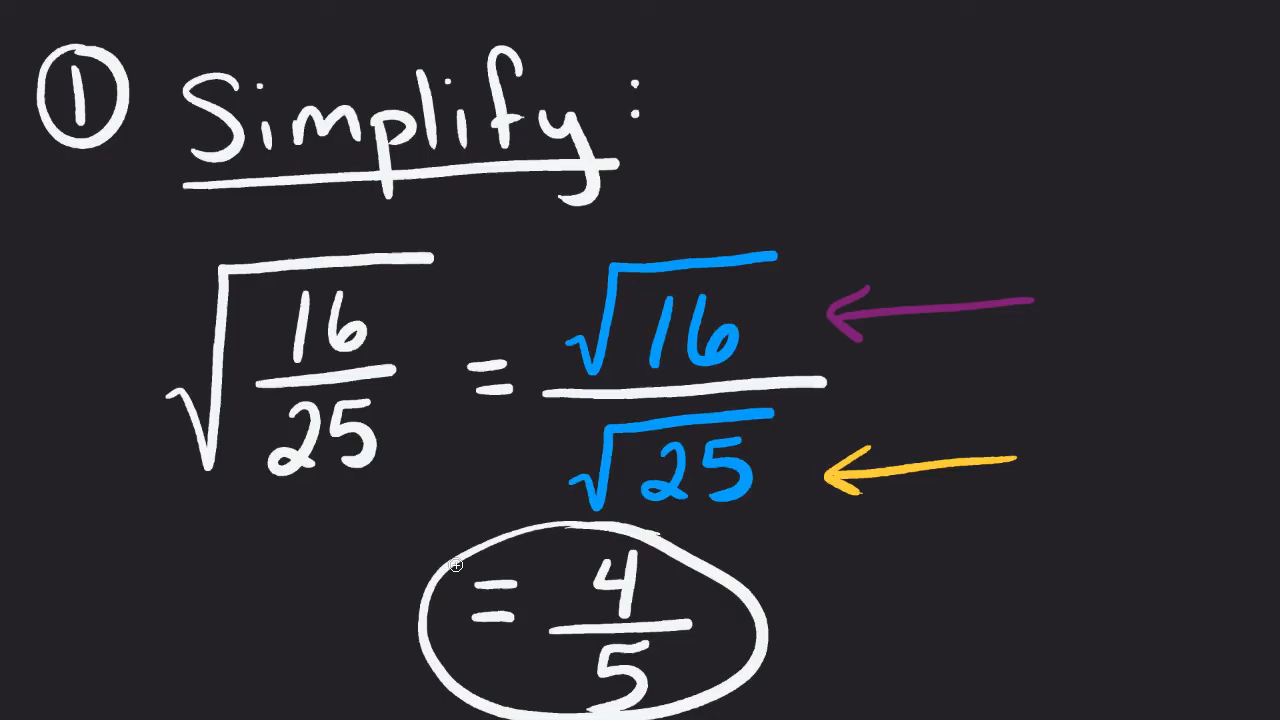 ① Simplify:
√(16/25) = √16/√25
= 4/5